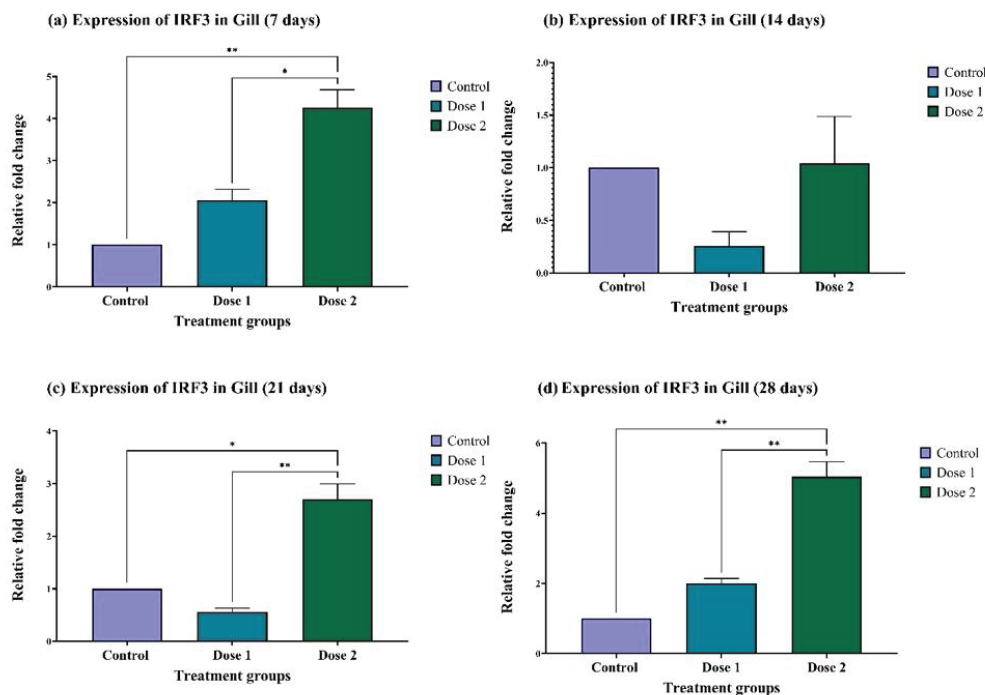 (a) Expression of IRF3 in Gill (7 days)
**
*
Relative fold change
5
4
3
2
1
0
Control
Dose 1
Dose 2
Treatment groups
Control
Dose 1
Dose 2
(b) Expression of IRF3 in Gill (14 days)
Relative fold change
2.0
1.5
1.0
0.5
0.0
Control
Dose 1
Dose 2
Treatment groups
Control
Dose 1
Dose 2
(c) Expression of IRF3 in Gill (21 days)
*
**
Relative fold change
4
3
2
1
0
Control
Dose 1
Dose 2
Treatment groups
Control
Dose 1
Dose 2
(d) Expression of IRF3 in Gill (28 days)
**
**
Relative fold change
6
4
2
0
Control
Dose 1
Dose 2
Treatment groups
Control
Dose 1
Dose 2